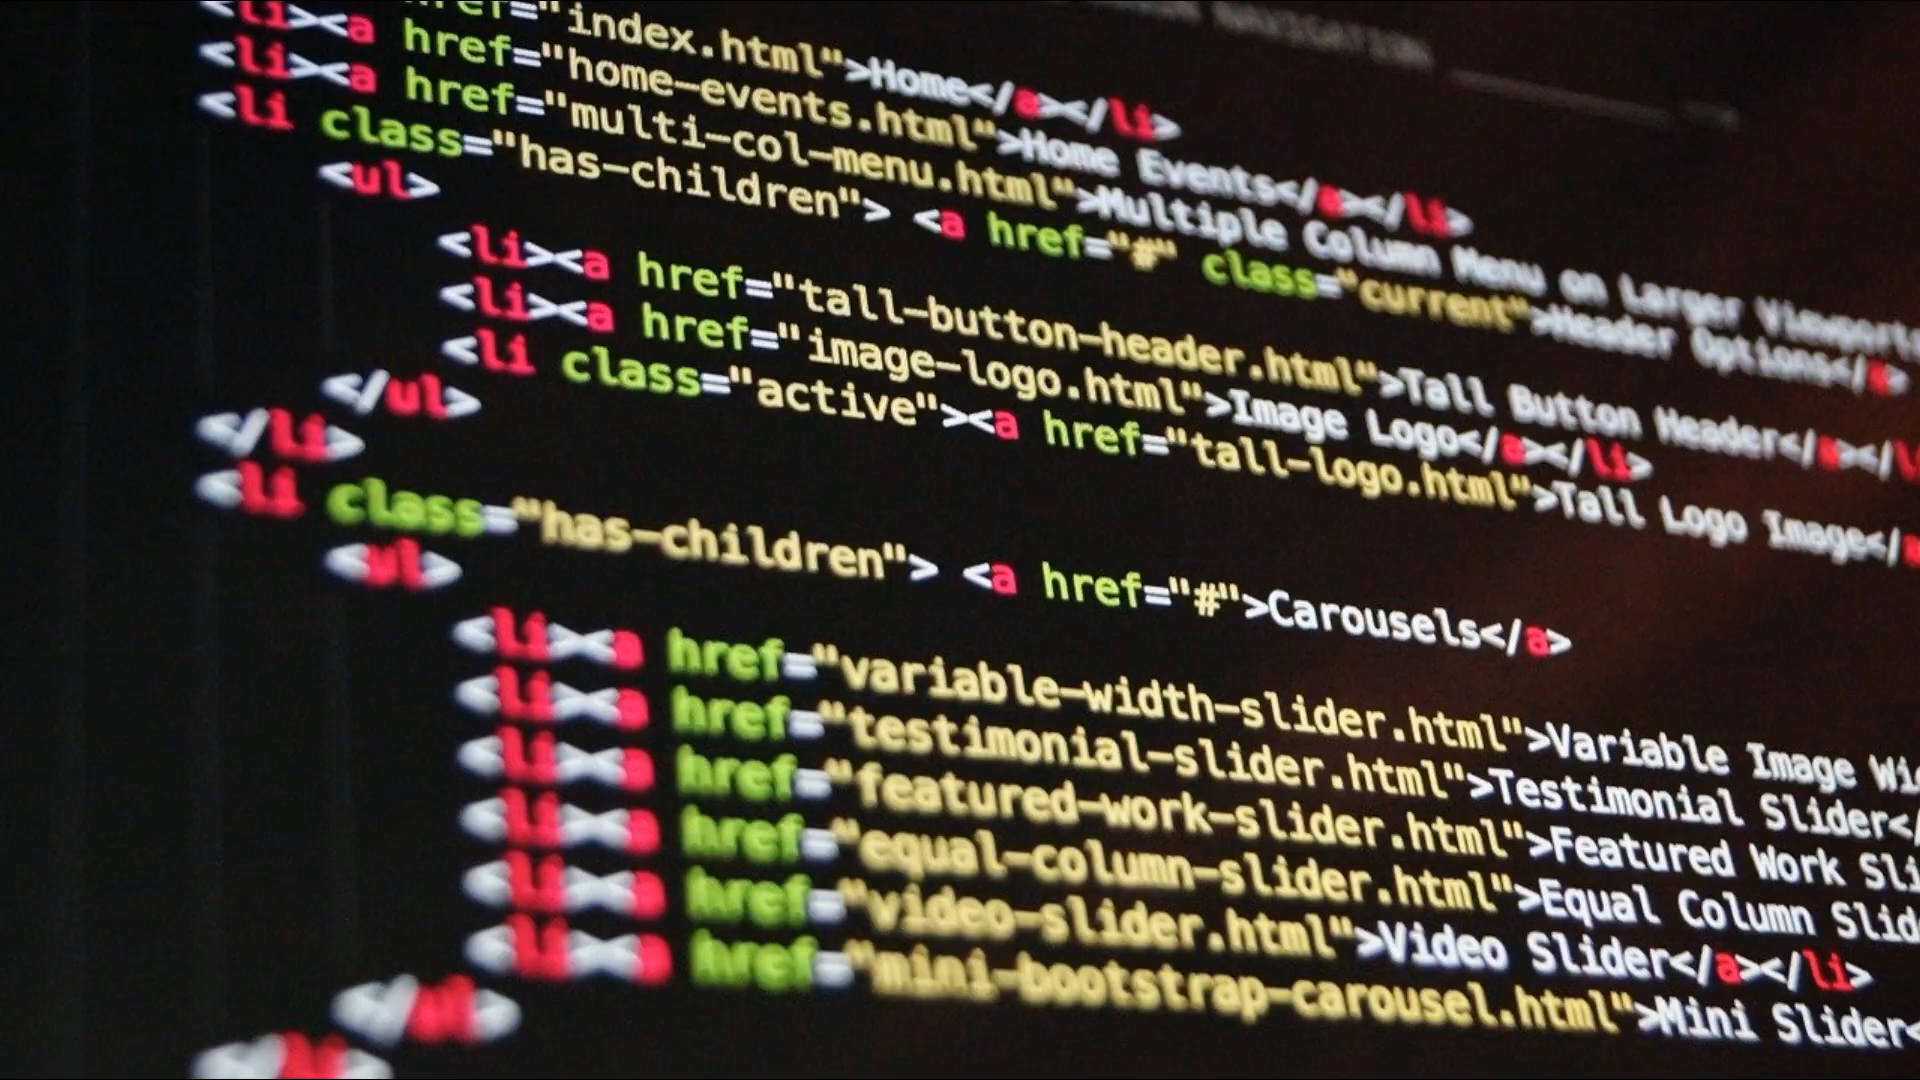 NAVIGATION
<li><a href="index.html">Home</a></li>
<li><a href="home-events.html">Home Events</a></li>
<li><a href="multi-col-menu.html">Multiple Column Menu on Larger Viewports
<li class="has-children"> <a href="#" class="current">Header Options</a>
<ul>
<li><a href="tall-button-header.html">Tall Button Header</a></li
<li><a href="image-logo.html">Image Logo</a></li>
<li class="active"><a href="tall-logo.html">Tall Logo Image</a
</ul>
</li>
<li class="has-children"> <a href="#">Carousels</a>
<ul>
<li><a href="variable-width-slider.html">Variable Image
<li><a href="testimonial-slider.html">Testimonial Slider</
<li><a href="featured-work-slider.html">Featured Work
<li><a href="equal-column-slider.html">Equal Column
<li><a href="video-slider.html">Video Slider</a></li>
<li><a href="mini-bootstrap-carousel.html">Mini Slider<
</ul>